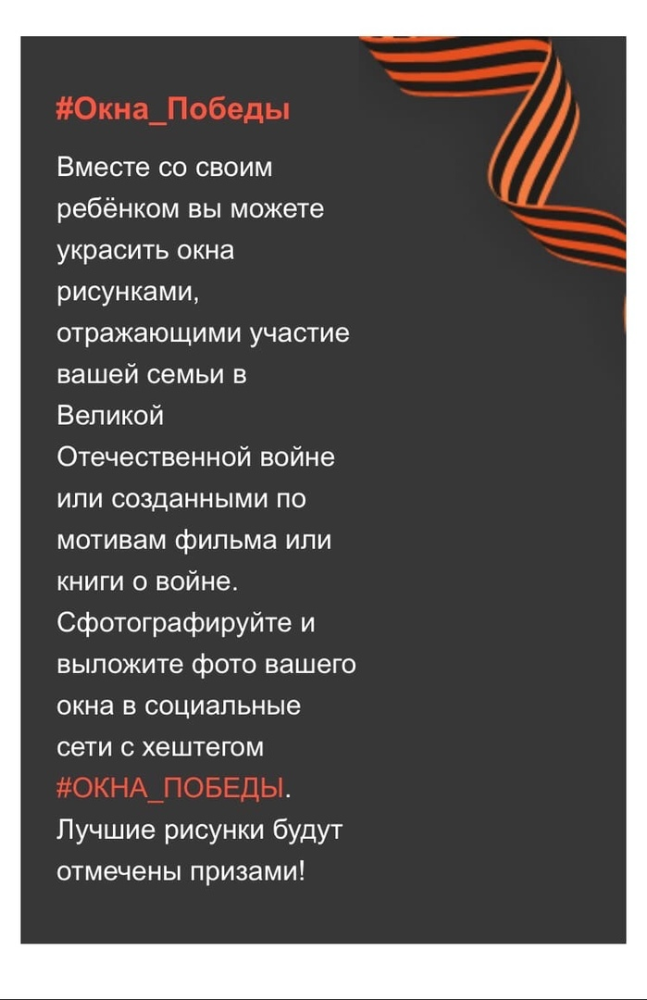 #Окна_Победы
Вместе со своим
ребёнком вы можете
украсить окна
рисунками,
отражающими участие
вашей семьи в
Великой
Отечественной войне
или созданными по
мотивам фильма или
книги о войне.
Сфотографируйте и
выложите фото вашего
окна в социальные
сети с хештегом
#ОКНА_ПОБЕДЫ.
Лучшие рисунки будут
отмечены призами!